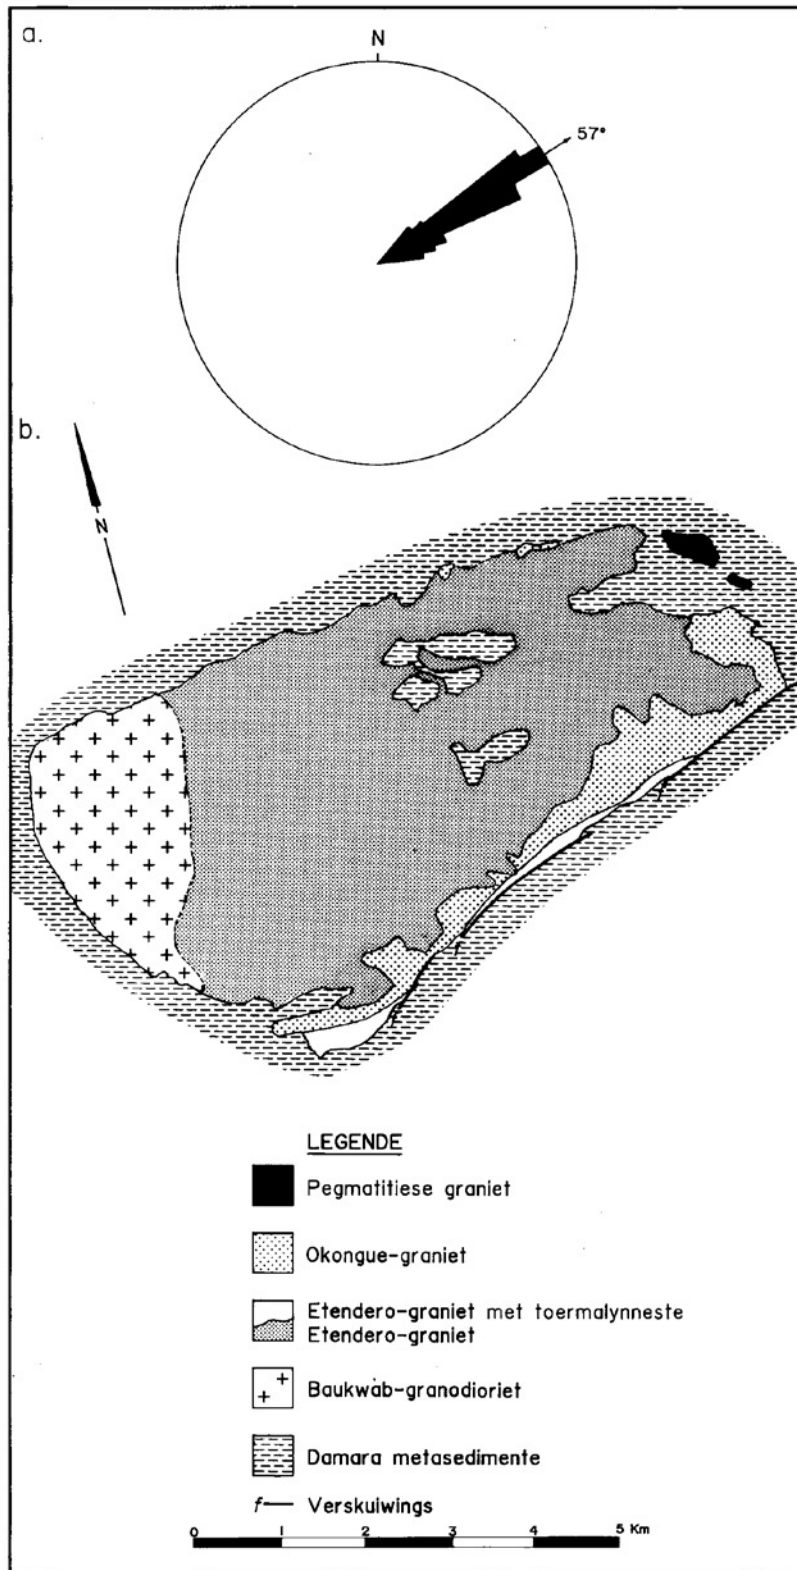 a.
N
57°
b.
N
f
f
f
LEGENDE
Pegmatitiese graniet
Okongue-graniet
Etendero-graniet met toermalynneste
Etendero-graniet
Baukwab-granodioriet
Damara metasedimente
f— Verskuiwings
0 1 2 3 4 5 Km